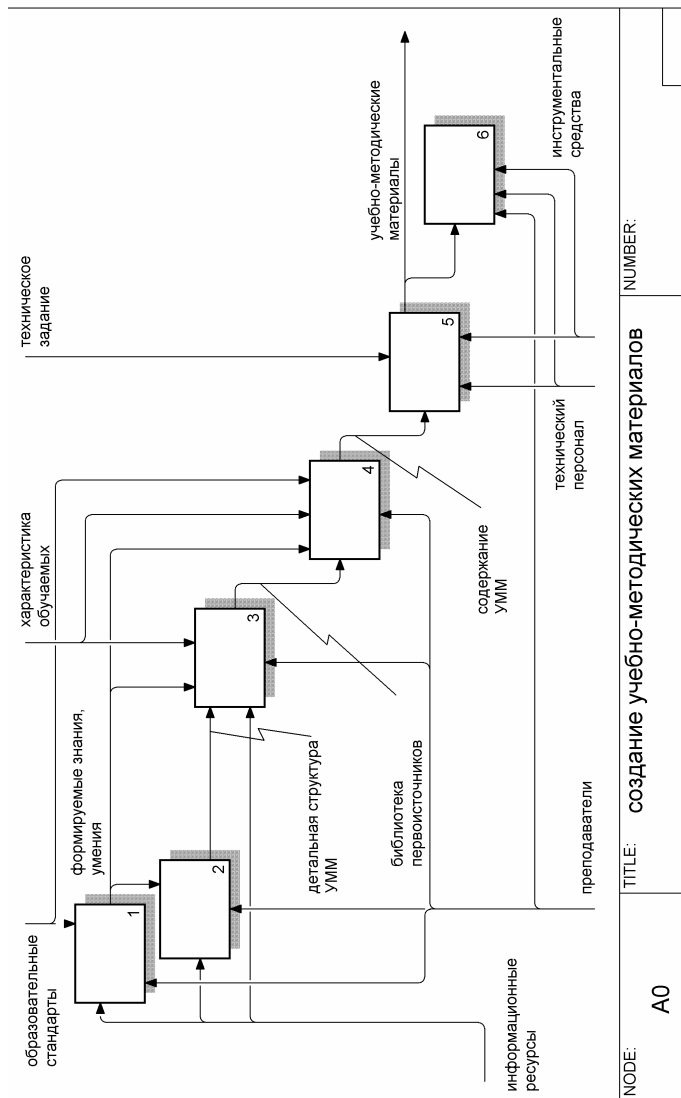 образовательные
стандарты
характеристика
обучаемых
техническое
задание
формируемые знания,
умения
учебно-методические
материалы
1
2
3
4
5
6
детальная структура
УММ
библиотека
первоисточников
содержание
УММ
информационные
ресурсы
преподаватели
технический
персонал
инструментальные
средства
NODE:
A0
TITLE:
создание учебно-методических материалов
NUMBER: